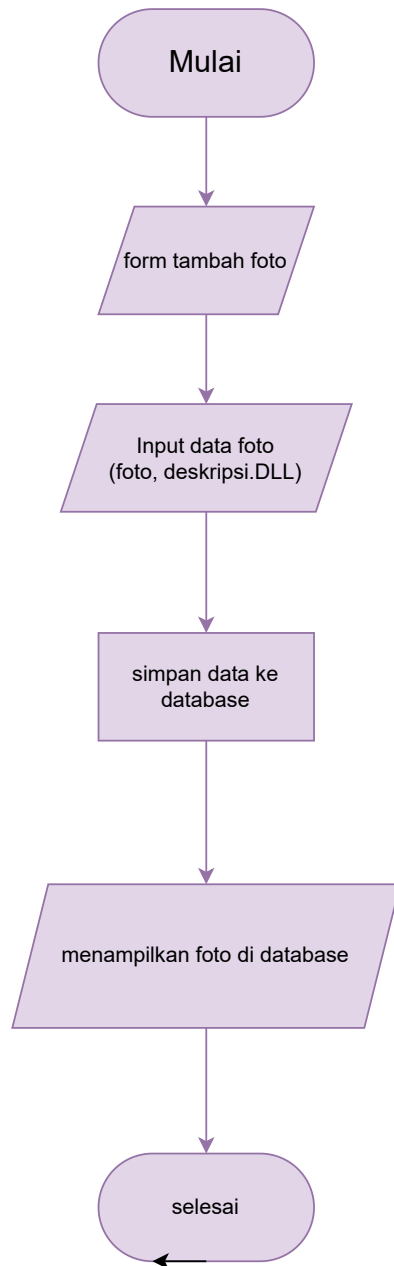 Mulai
form tambah foto
Input data foto
(foto, deskripsi.DLL)
simpan data ke
database
menampilkan foto di database
selesai